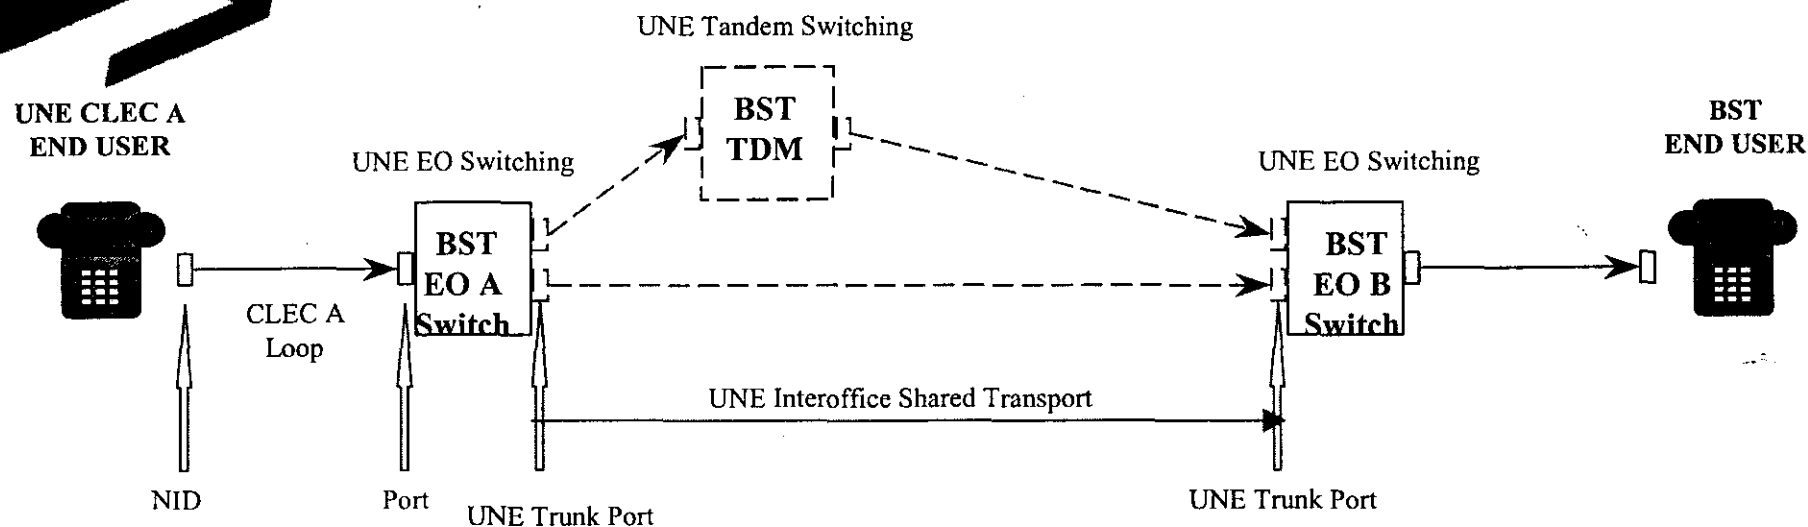 UNE Tandem Switching
UNE CLEC A
END USER
BST
TDM
BST
END USER
UNE EO Switching
UNE EO Switching
BST
EO A
Switch
BST
EO B
Switch
CLEC A
Loop
UNE Interoffice Shared Transport
NID
Port
UNE Trunk Port
UNE Trunk Port